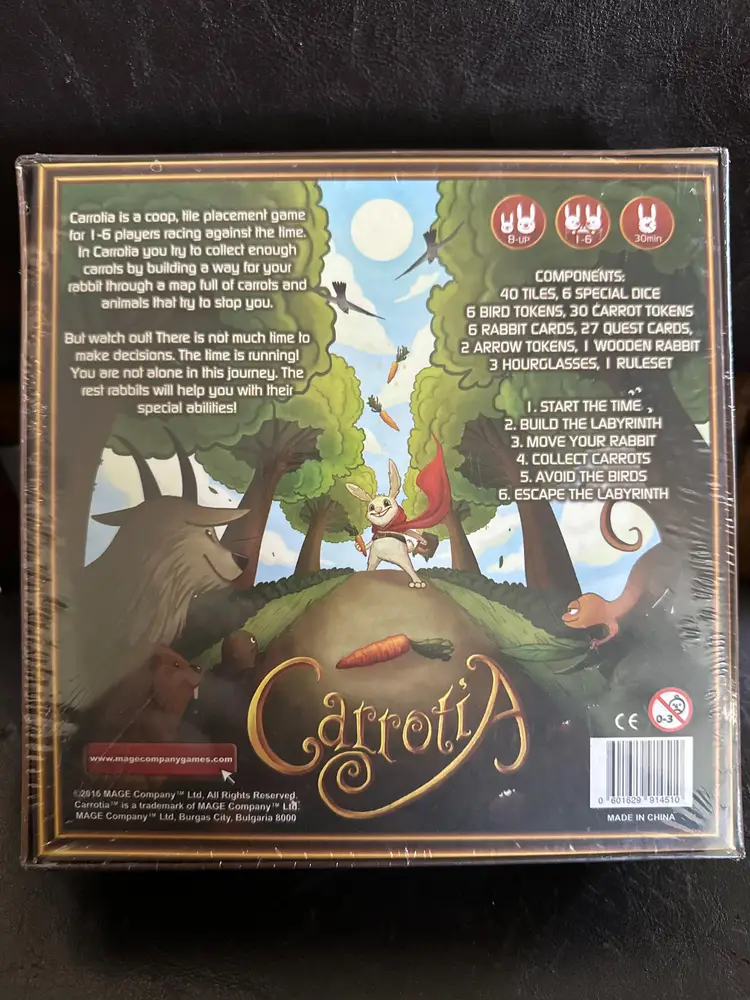 Carrotia is a coop, tile placement game
for 1-6 players racing against the time.
In Carrotia you try to collect enough
carrots by building a way for your
rabbit through a map full of carrots and
animals that try to stop you.
But watch out! There is not much time to
make decisions. The time is running!
You are not alone in this journey. The
rest rabbits will help you with their
special abilities!
8-UP
1-6
30min
COMPONENTS:
40 TILES, 6 SPECIAL DICE
6 BIRD TOKENS, 30 CARROT TOKENS
6 RABBIT CARDS, 27 QUEST CARDS,
2 ARROW TOKENS, 1 WOODEN RABBIT
3 HOURGLASSES, 1 RULESET
1. START THE TIME
2. BUILD THE LABYRINTH
3. MOVE YOUR RABBIT
4. COLLECT CARROTS
5. AVOID THE BIRDS
6. ESCAPE THE LABYRINTH
CarrotiA
www.magecompanygames.com
©2016 MAGE Company™ Ltd, All Rights Reserved.
Carrotia™ is a trademark of MAGE Company™ Ltd.
MAGE Company™ Ltd, Burgas City, Bulgaria 8000
CE
0-3
0 601629 914510
MADE IN CHINA